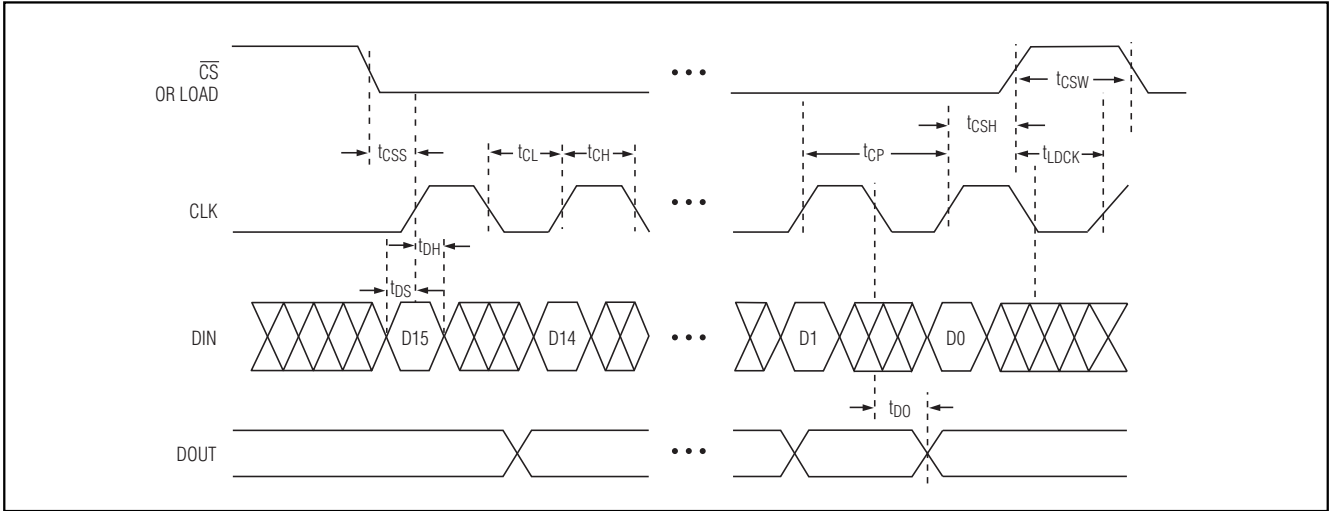 CS
OR LOAD
tCSW
tCSH
tCSS
tCL
tCH
tCP
tLDCK
CLK
tDH
tDS
DIN
D15
D14
D1
D0
tDO
DOUT